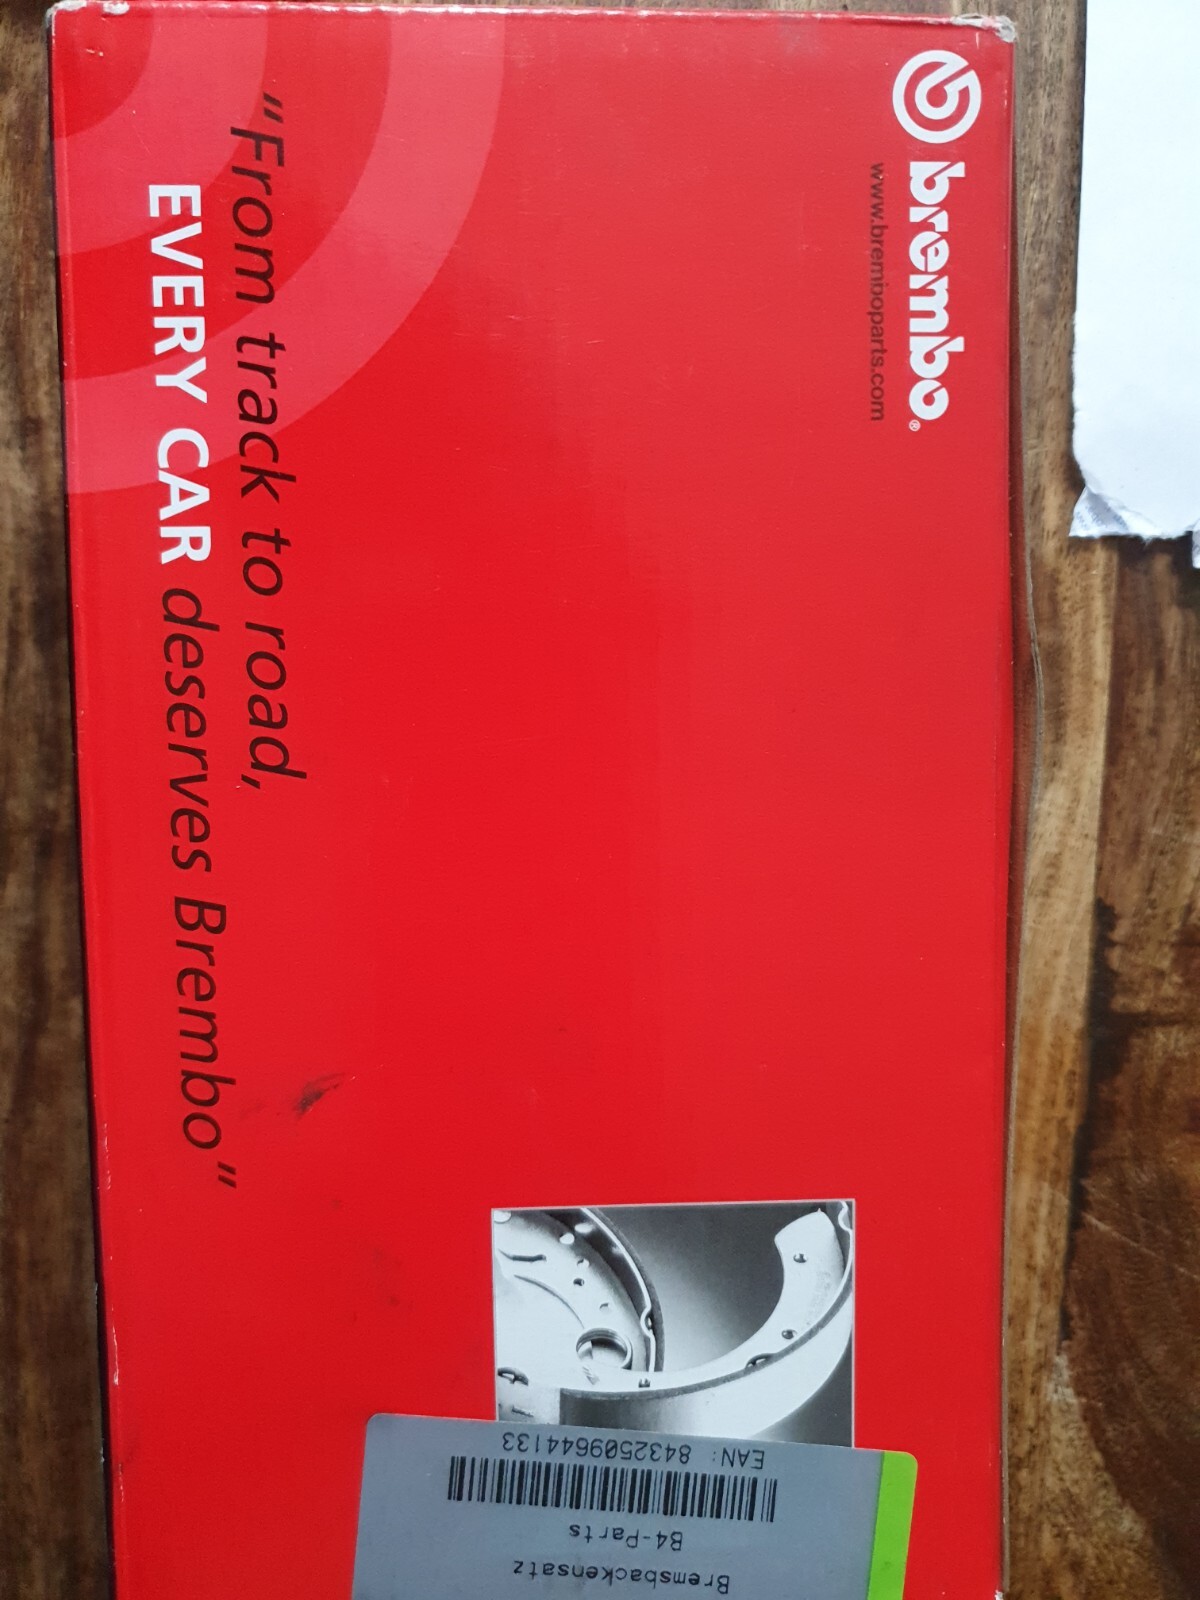 brembo®
www.bremboparts.com
"From track to road,
EVERY CAR deserves Brembo"
Bremsbackensatz
B4-Parts
EAN: 8432509644133